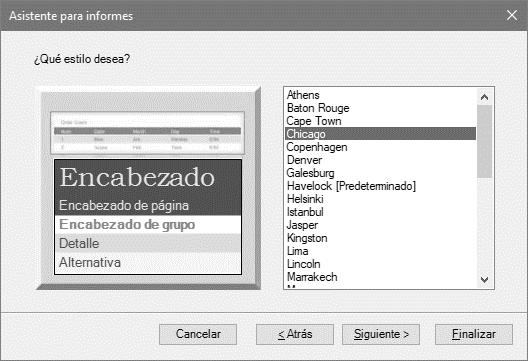 Asistente para informes
¿Qué estilo desea?
Encabezado
Encabezado de página
Encabezado de grupo
Detalle
Alternativa
Athens
Baton Rouge
Cape Town
Chicago
Copenhagen
Denver
Galesburg
Havelock [Predeterminado]
Helsinki
Istanbul
Jasper
Kingston
Lima
Lincoln
Marrakech
Cancelar
< Atrás
Siguiente >
Finalizar